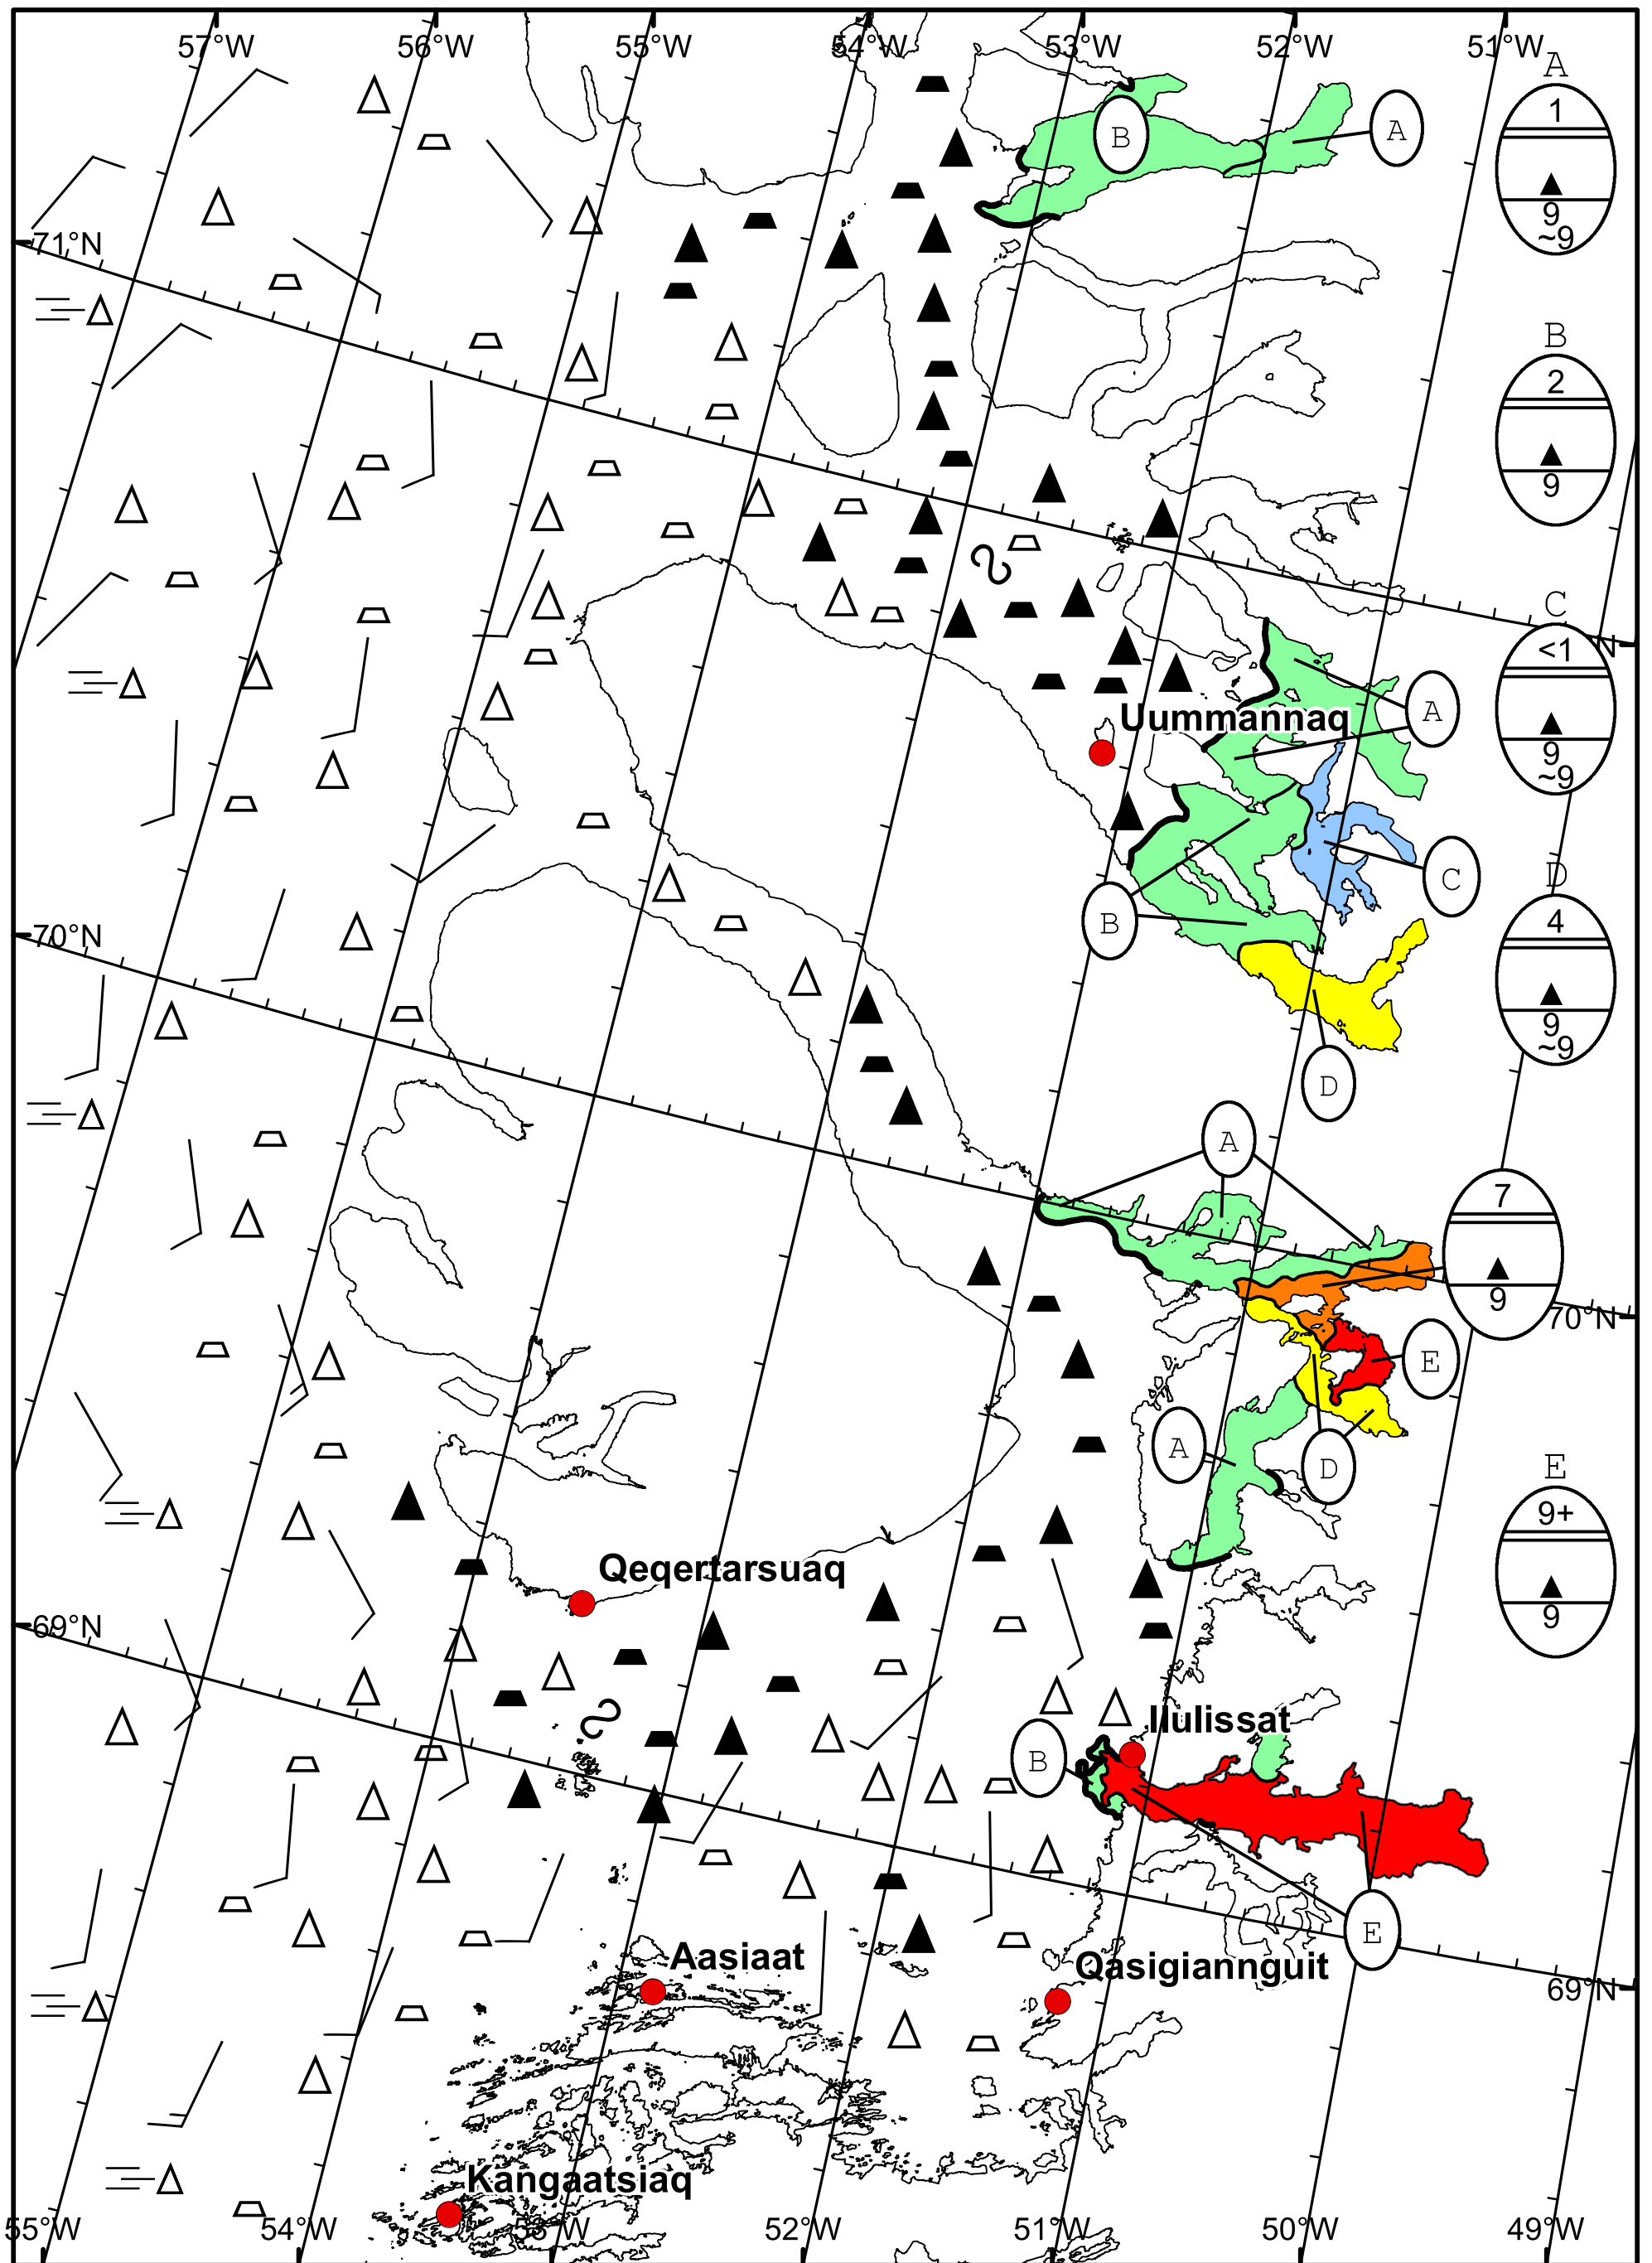 57°W 56°W 55°W 54°W 53°W 52°W 51°W
A
1
9
~9
B
A
71°N
B
2
9
C
<1
9
~9
N
A
Uummannaq
C
B
D
4
9
~9
70°N
D
A
7
9
70°N
E
A
D
E
9+
9
Qeqertarsuaq
69°N
Ilulissat
B
E
Aasiaat
Qasigiannguit
69°N
Kangaatsiaq
55°W 54°W 53°W 52°W 51°W 50°W 49°W